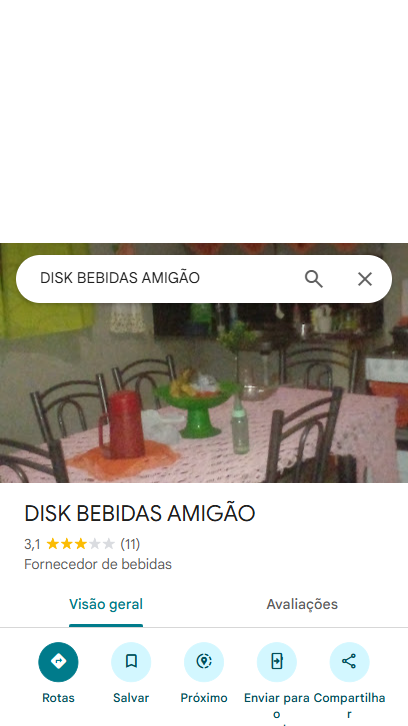 DISK BEBIDAS AMIGÃO
DISK BEBIDAS AMIGÃO
3,1 (11)
Fornecedor de bebidas
Visão geral Avaliações
Rotas Salvar Próximo Enviar para o Compartilhar